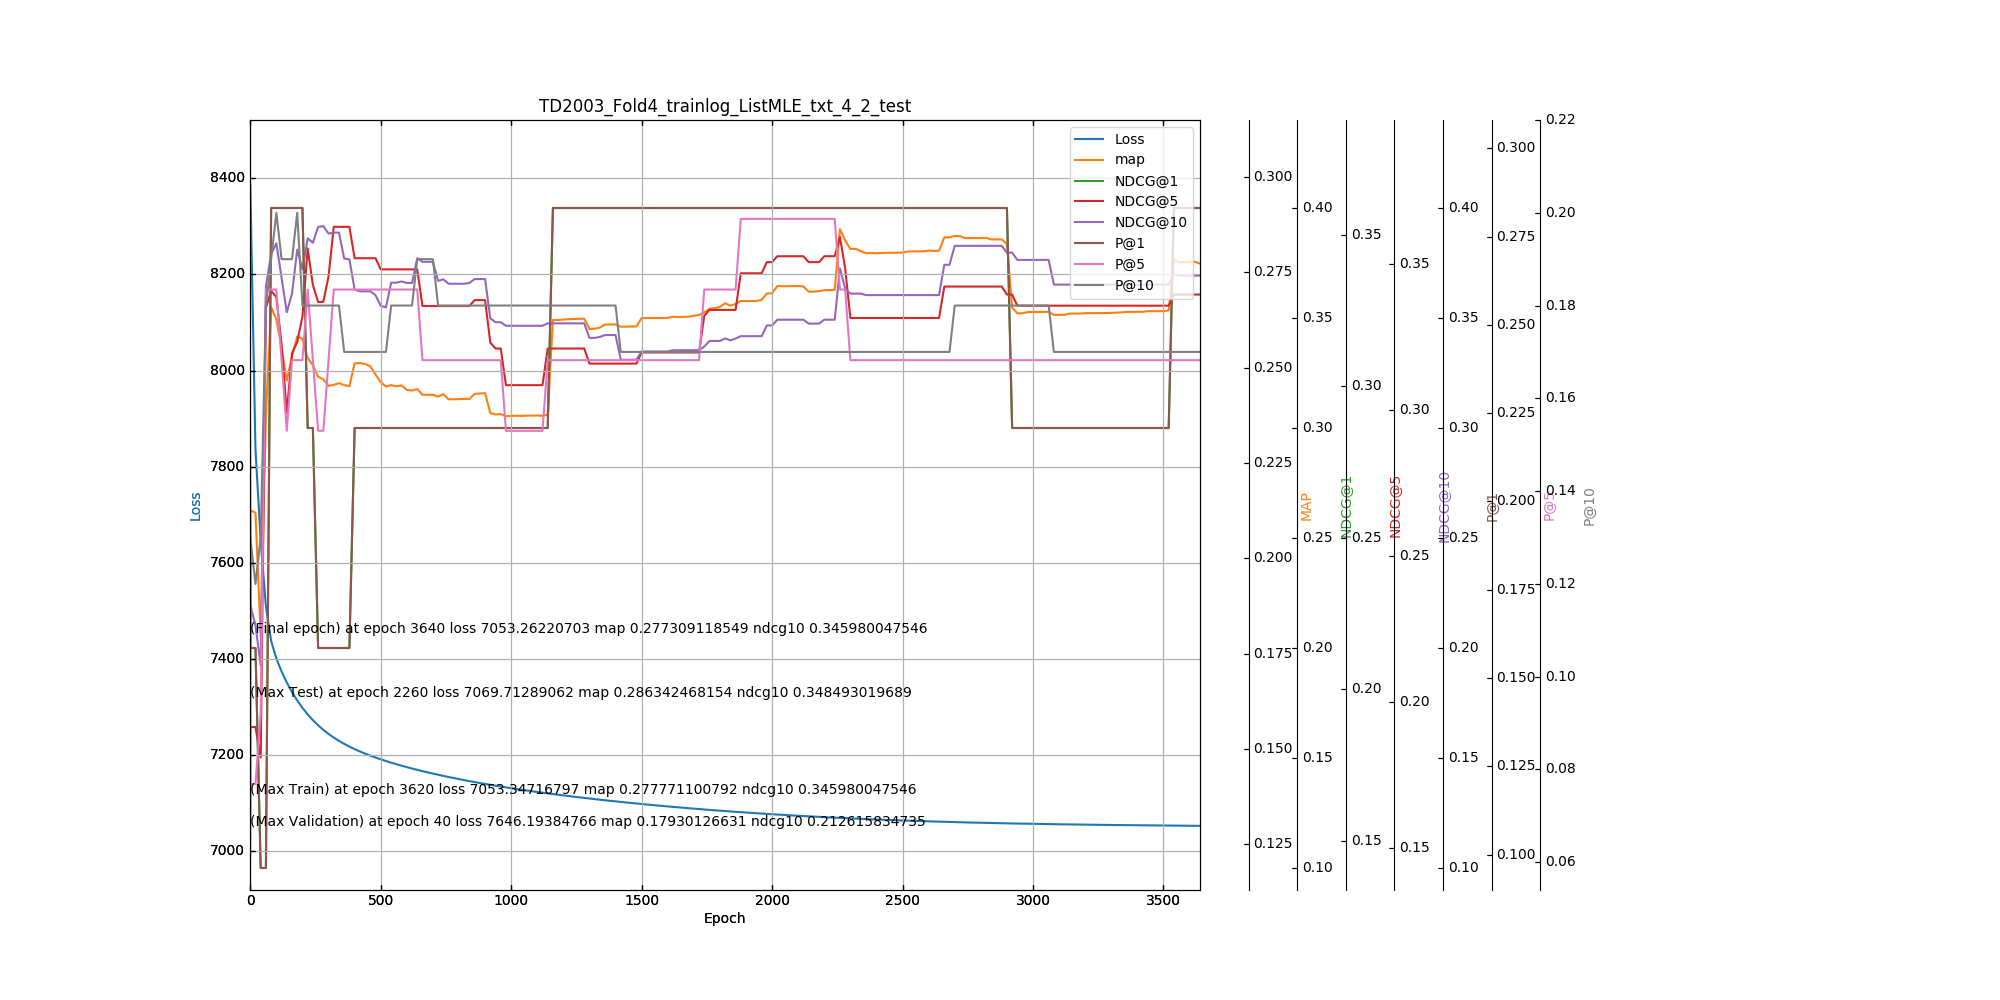 TD2003_Fold4_trainlog_ListMLE_txt_4_2_test
Loss
map
NDCG@1
NDCG@5
NDCG@10
P@1
P@5
P@10
8400
8200
8000
7800
7600
7400
7200
7000
Loss
(Final epoch) at epoch 3640 loss 7053.26220703 map 0.277309118549 ndcg10 0.345980047546
(Max Test) at epoch 2260 loss 7069.71289062 map 0.286342468154 ndcg10 0.348493019689
(Max Train) at epoch 3620 loss 7053.34716797 map 0.277771100792 ndcg10 0.345980047546
(Max Validation) at epoch 40 loss 7646.19384766 map 0.17930126631 ndcg10 0.212615834735
0 500 1000 1500 2000 2500 3000 3500
Epoch
0.300
0.275
0.250
0.225
0.200
0.175
0.150
0.125
MAP
0.40
0.35
0.30
0.25
0.20
0.15
0.10
NDCG@1
0.35
0.30
0.25
0.20
0.15
NDCG@5
0.35
0.30
0.25
0.20
0.15
NDCG@10
0.40
0.35
0.30
0.25
0.20
0.15
0.10
P@1
0.300
0.275
0.250
0.225
0.200
0.175
0.150
0.125
0.100
P@5
0.22
0.20
0.18
0.16
0.14
0.12
0.10
0.08
0.06
P@10